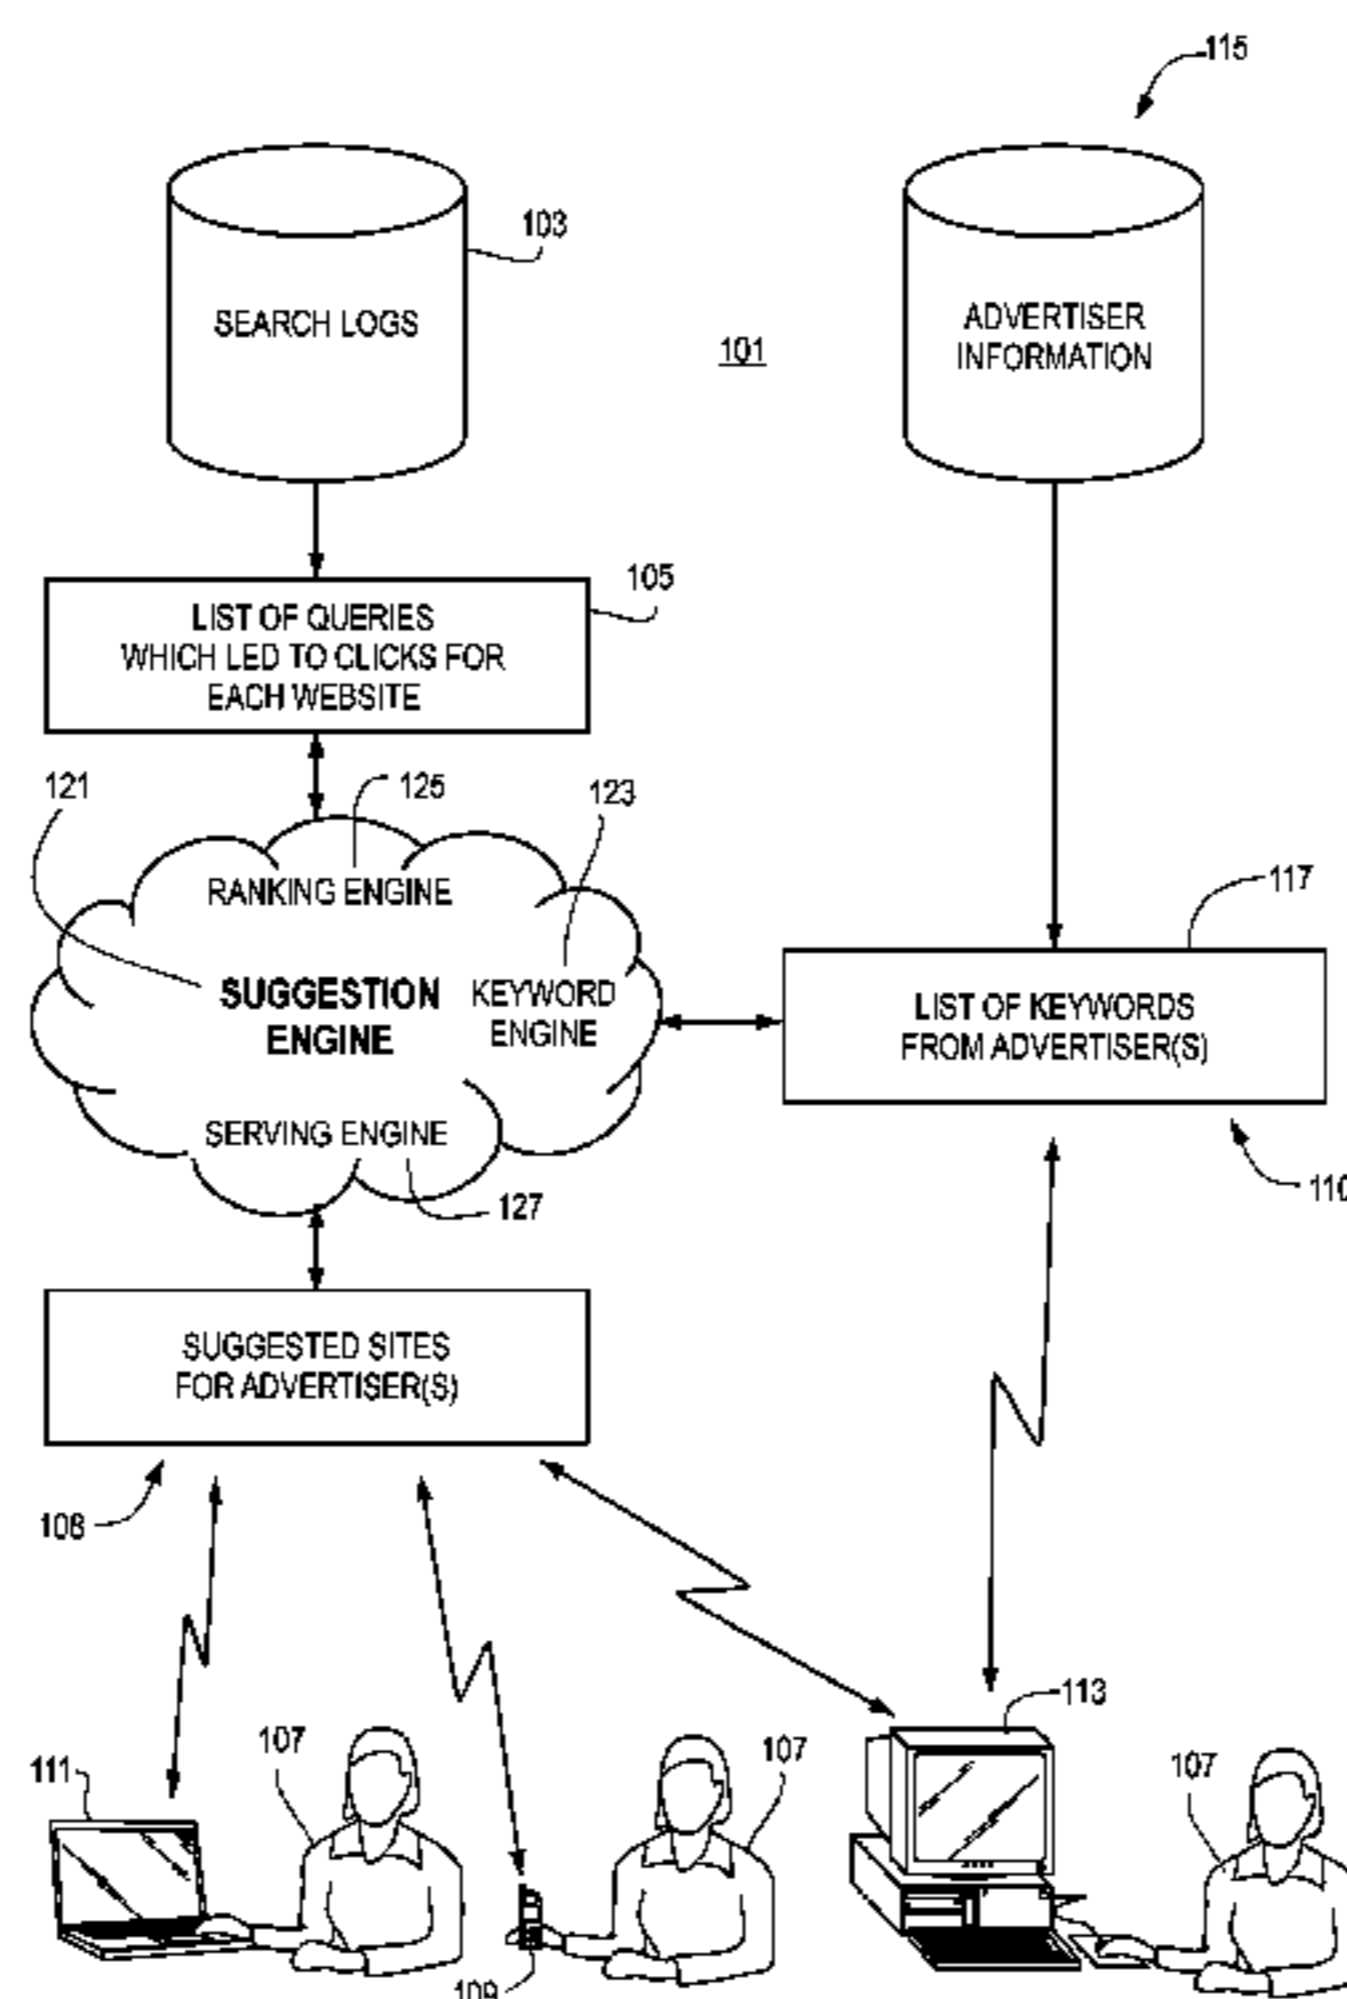 115
103
SEARCH LOGS
ADVERTISER
INFORMATION
101
105
LIST OF QUERIES
WHICH LED TO CLICKS FOR
EACH WEBSITE
121
125
123
RANKING ENGINE
117
SUGGESTION
ENGINE
KEYWORD
ENGINE
LIST OF KEYWORDS
FROM ADVERTISER(S)
SERVING ENGINE
127
110
SUGGESTED SITES
FOR ADVERTISER(S)
108
113
107
107
107
111
109